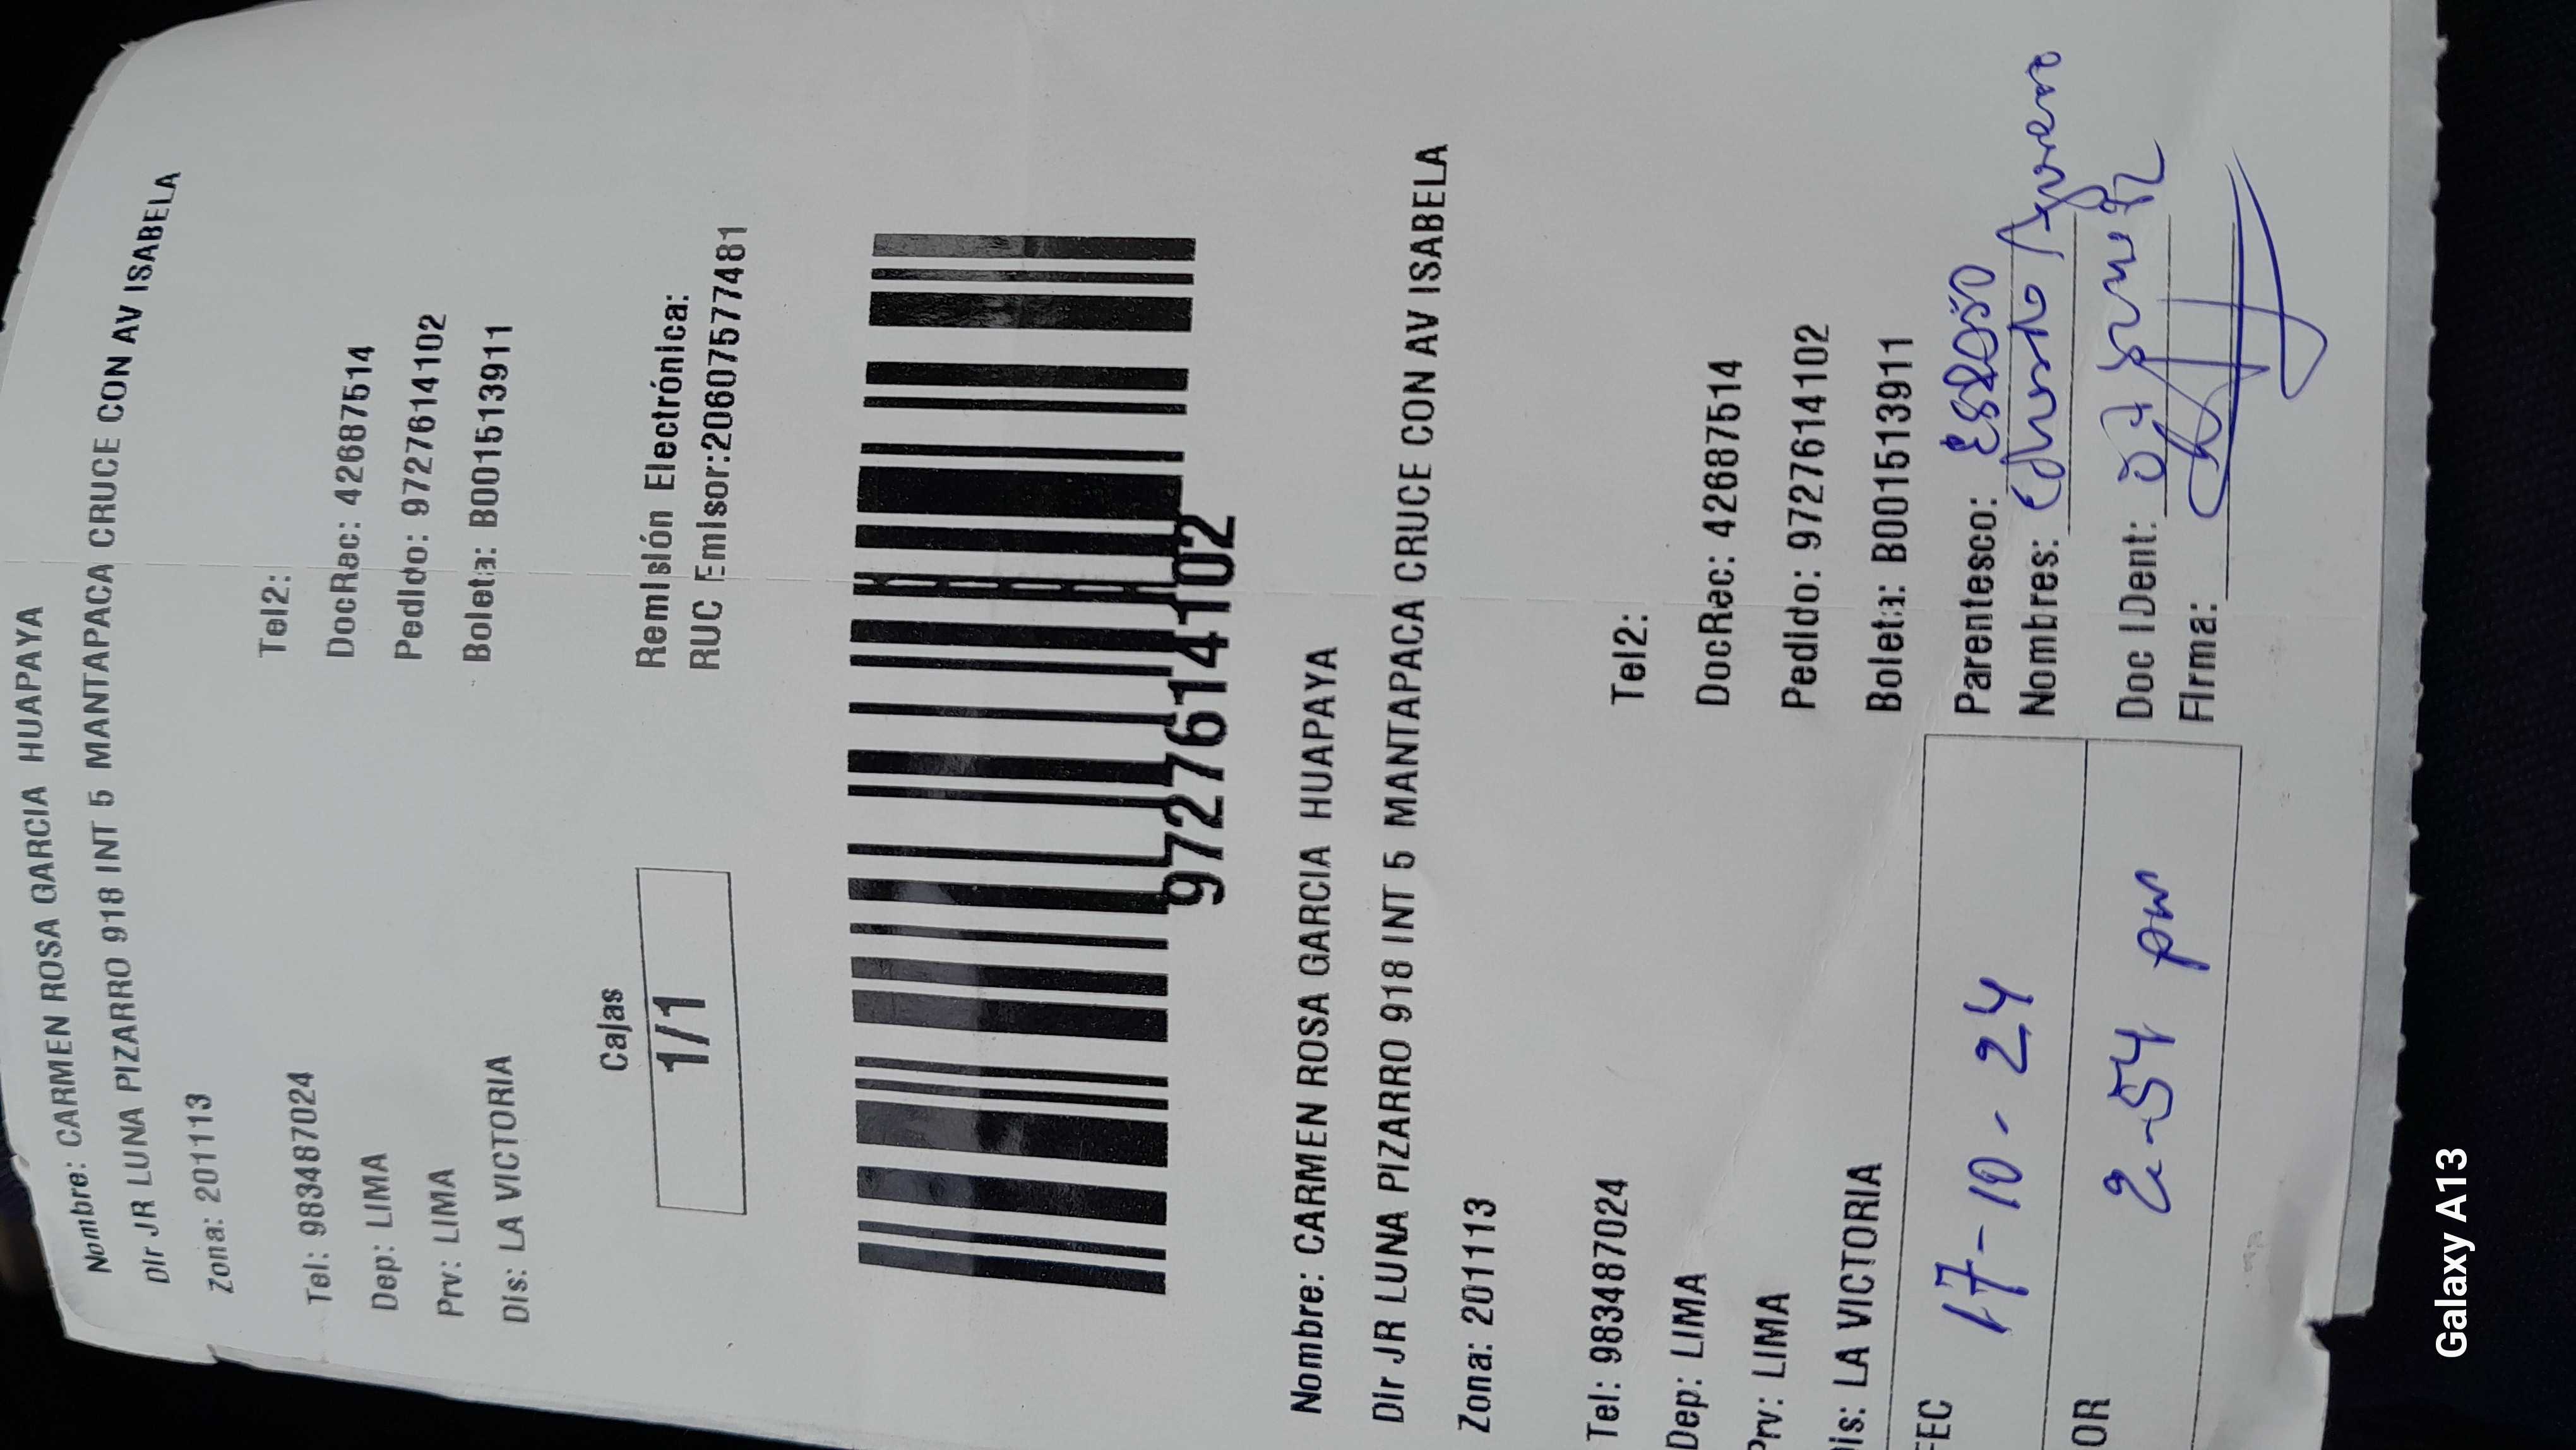 Nombre: CARMEN ROSA GARCIA HUAPAYA
Dir JR LUNA PIZARRO 918 INT 5 MANTAPACA CRUCE CON AV ISABELA
Zona: 201113
Tel: 983487024 Tel2:
Dep: LIMA DocRec: 42687514
Prv: LIMA Pedido: 9727614102
Dis: LA VICTORIA Boleta: B001513911
Cajas Remisión Electrónica:
1/1 RUC Emisor:20607577481
9727614102
Nombre: CARMEN ROSA GARCIA HUAPAYA
Dir JR LUNA PIZARRO 918 INT 5 MANTAPACA CRUCE CON AV ISABELA
Zona: 201113
Tel: 983487024 Tel2:
Dep: LIMA DocRec: 42687514
Prv: LIMA Pedido: 9727614102
Dis: LA VICTORIA Boleta: B001513911
FEC 17-10-24 Parentesco: ESPOSO
Nombres:
OR 2-54 pm Doc IDent:
Firma:
Galaxy A13